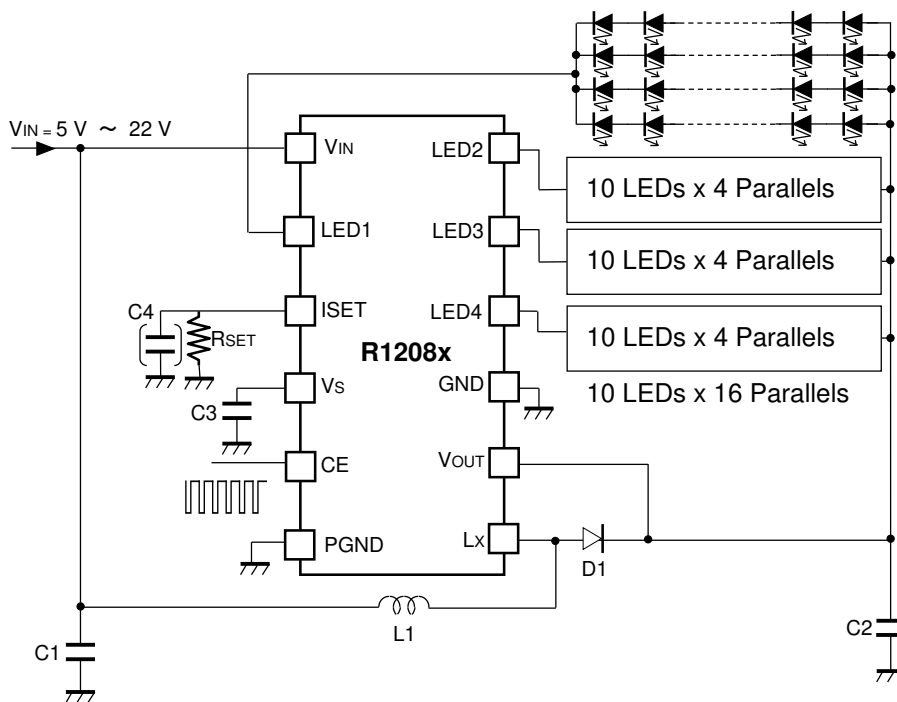 VIN = 5 V ～ 22 V
VIN
LED2
10 LEDs x 4 Parallels
LED1
LED3
10 LEDs x 4 Parallels
C4
RSET
ISET
LED4
10 LEDs x 4 Parallels
R1208x
VS
GND
10 LEDs x 16 Parallels
C3
CE
VOUT
PGND
LX
D1
L1
C1
C2